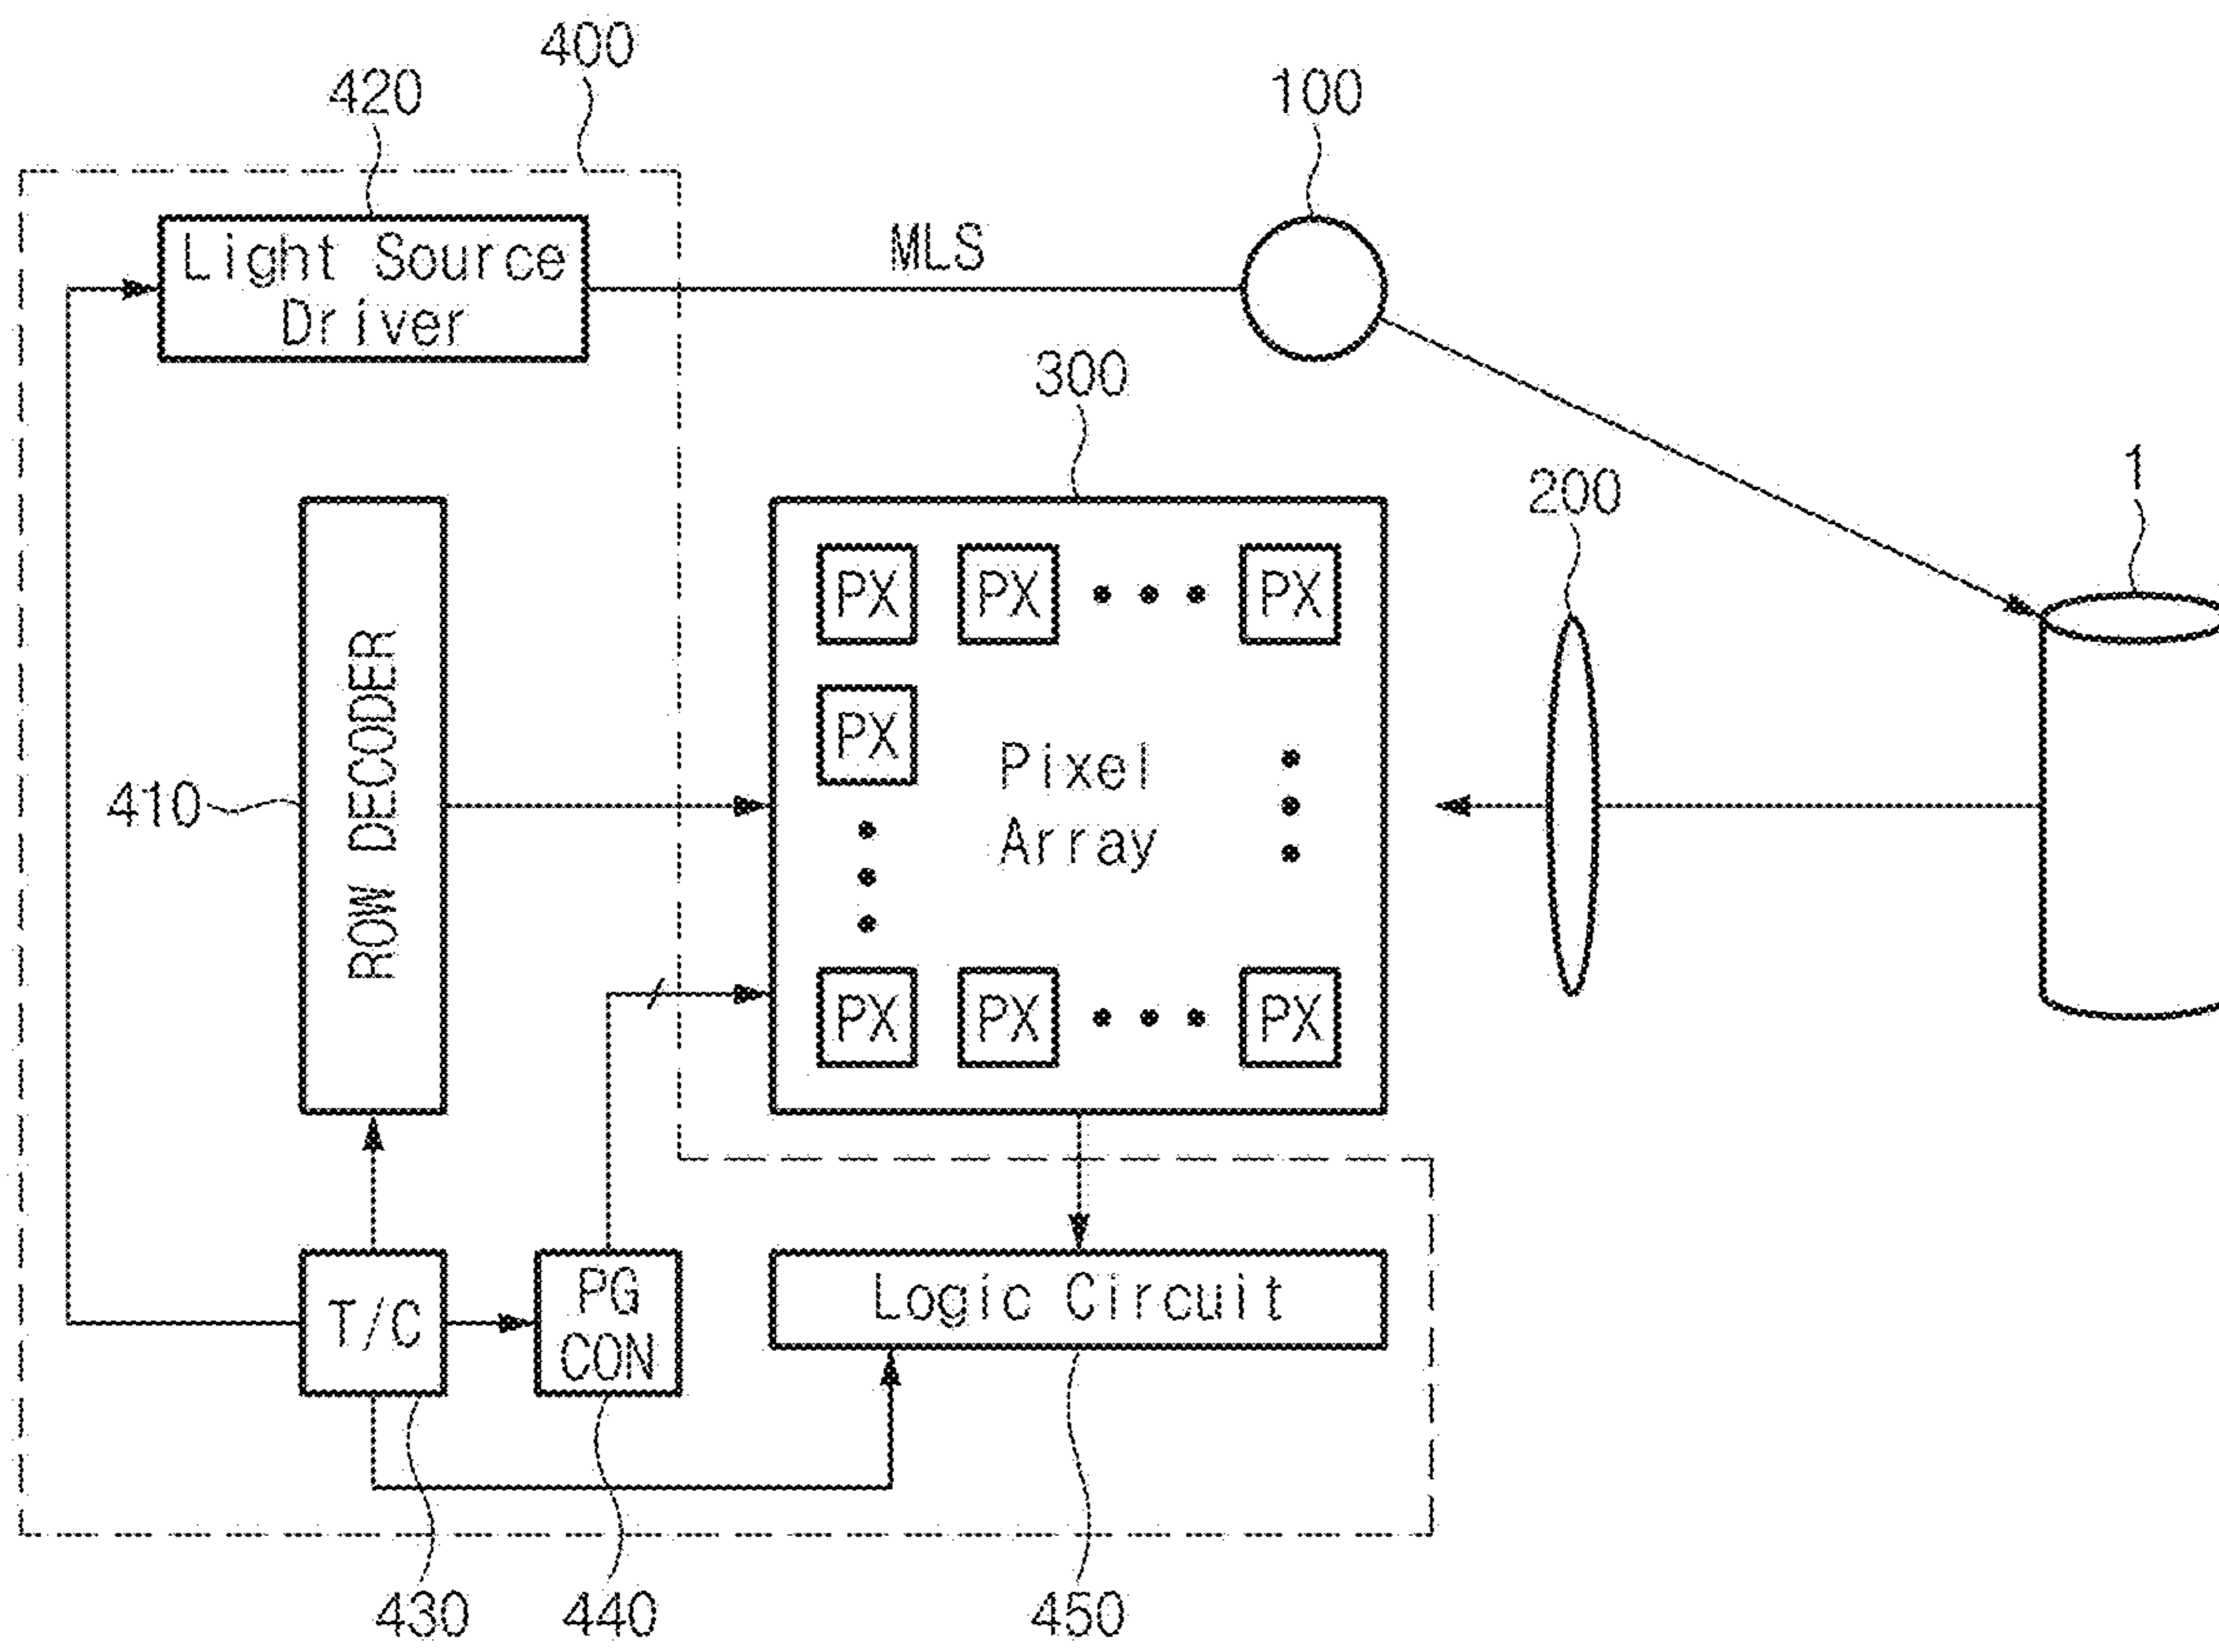 400
420
100
Light Source
Driver
MLS
300
1
200
PX PX PX
PX
Pixel
Array
ROW DECODER
410
PX PX PX
T/C
PG
CON
Logic Circuit
430
440
450